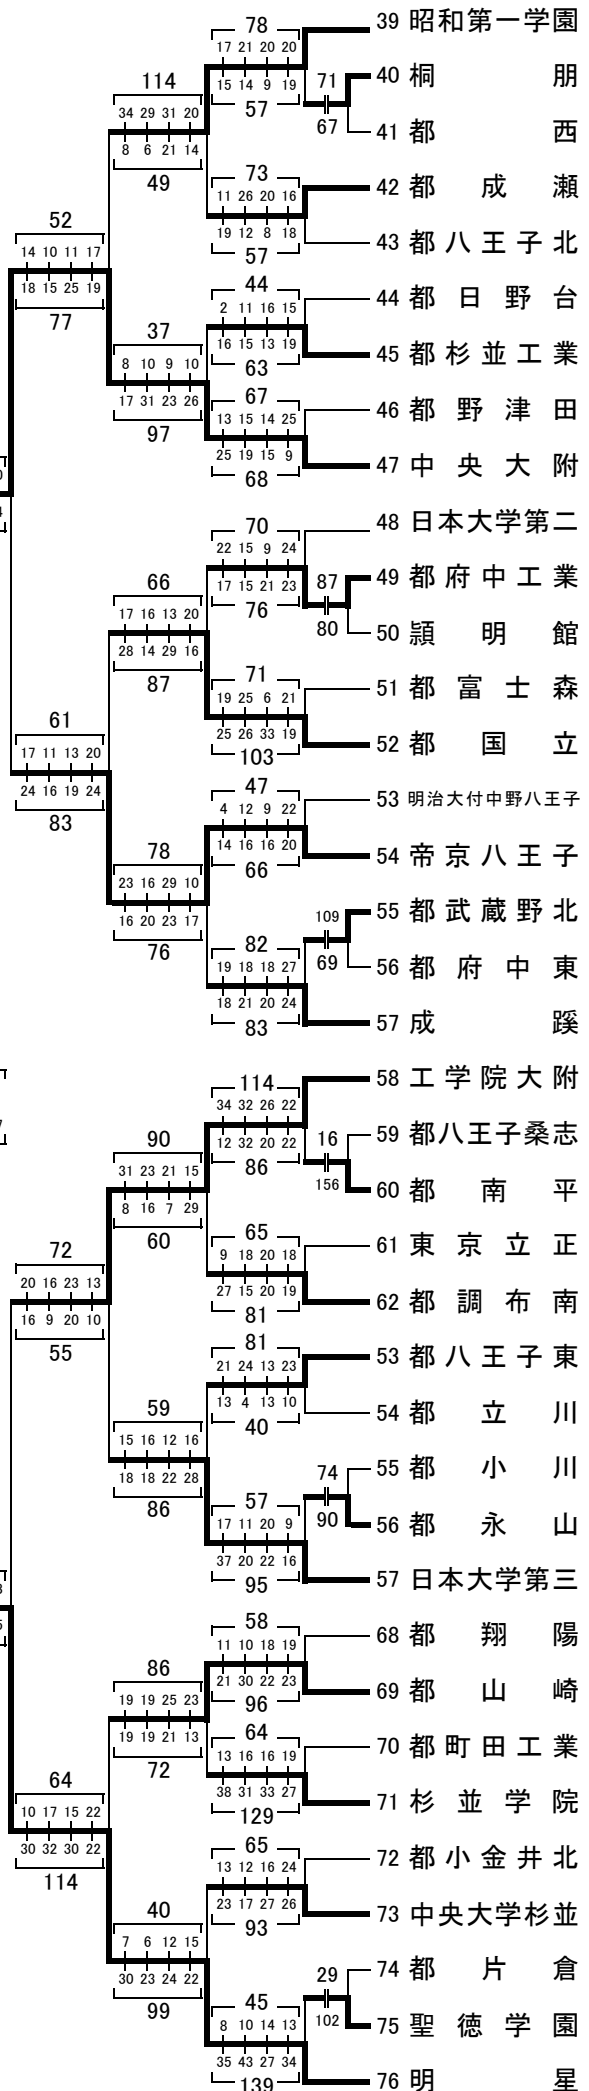 78
39 昭和第一学園
17 21 20 20
15 14 9 19
57
71
67
40 桐朋
41 都西
114
34 29 31 20
8 6 21 14
49
73
11 26 20 16
19 12 8 18
57
42 都成瀬
43 都八王子北
52
14 10 11 17
18 15 25 19
77
44
2 11 16 15
16 15 13 19
63
44 都日野台
45 都杉並工業
37
8 10 9 10
17 31 23 26
97
67
13 15 14 25
25 19 15 9
68
46 都野津田
47 中央大附
70
22 15 9 24
17 15 21 23
76
48 日本大学第二
87
80
49 都府中工業
50 頴明館
66
17 16 13 20
28 14 29 16
87
71
19 25 6 21
25 26 33 19
103
51 都富士森
52 都国立
61
17 11 13 20
24 16 19 24
83
47
4 12 9 22
14 16 16 20
66
53 明治大付中野八王子
54 帝京八王子
78
23 16 29 10
16 20 23 17
76
109
69
55 都武蔵野北
56 都府中東
82
19 18 18 27
18 21 20 24
83
57 成蹊
114
34 32 26 22
12 32 20 22
86
58 工学院大附
16
156
59 都八王子桑志
60 都南平
90
31 23 21 15
8 16 7 29
60
65
9 18 20 18
27 15 20 19
81
61 東京立正
62 都調布南
72
20 16 23 13
16 9 20 10
55
81
21 24 13 23
13 4 13 10
40
53 都八王子東
54 都立川
59
15 16 12 16
18 18 22 28
86
74
90
55 都小川
56 都永山
57
17 11 20 9
37 20 22 16
95
57 日本大学第三
58
11 10 18 19
21 30 22 23
96
68 都翔陽
69 都山崎
86
19 19 25 23
19 19 21 13
72
64
13 16 16 19
38 31 33 27
129
70 都町田工業
71 杉並学院
64
10 17 15 22
30 32 30 22
114
65
13 12 16 24
23 17 27 26
93
72 都小金井北
73 中央大学杉並
40
7 6 12 15
30 23 24 22
99
29
102
74 都片倉
75 聖徳学園
45
8 10 14 13
35 43 27 34
139
76 明星